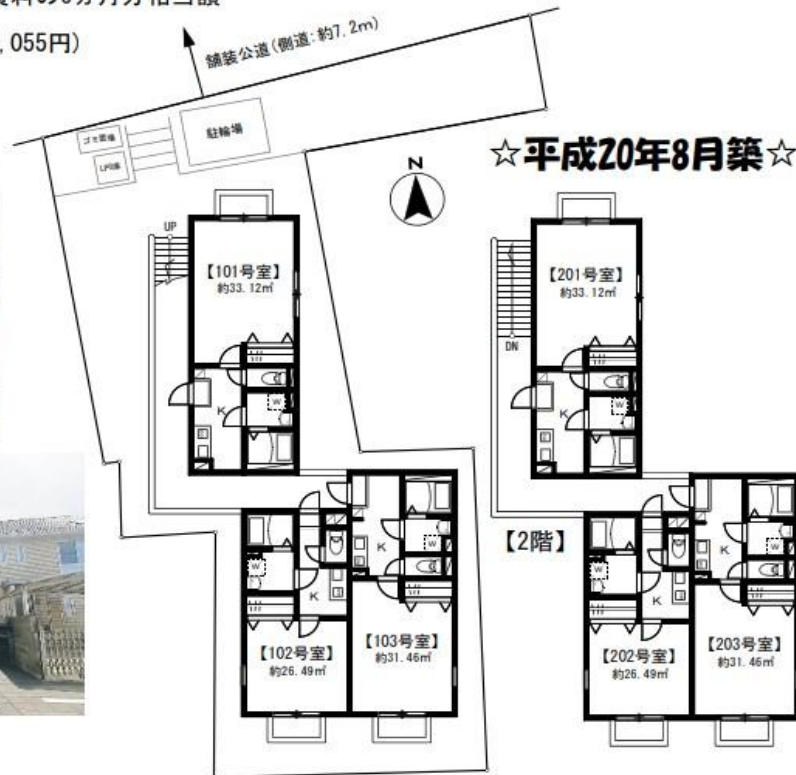 ,055円)
舗装公道(側道:約7.2m)
ゴミ置場
駐輪場
N
☆平成20年8月築☆
UP
【101号室】
約33.12㎡
K
W
【201号室】
約33.12㎡
DN
K
W
【2階】
W
K
K
W
【102号室】
約26.49㎡
【103号室】
約31.46㎡
W
K
K
W
【202号室】
約26.49㎡
【203号室】
約31.46㎡